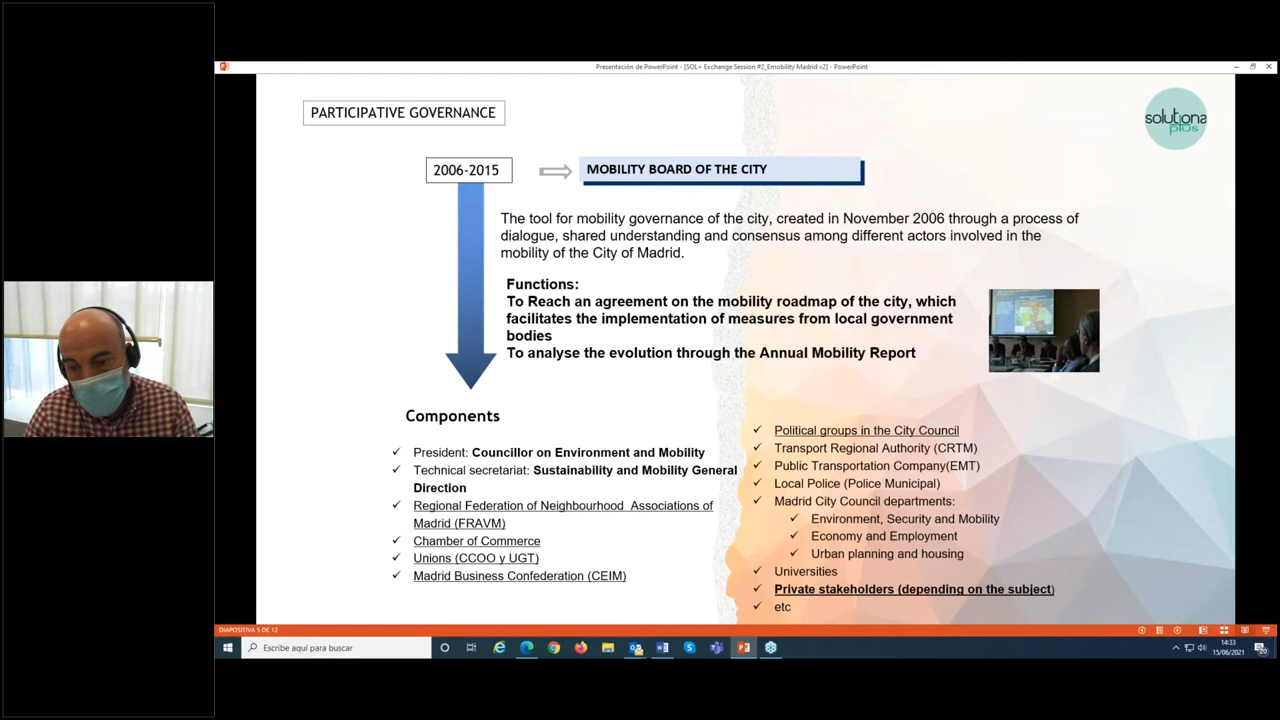 Presentación de PowerPoint - [SOL+ Exchange Session #2_Emobility Madrid v2] - PowerPoint
PARTICIPATIVE GOVERNANCE
solutions
plus
2006-2015
MOBILITY BOARD OF THE CITY
The tool for mobility governance of the city, created in November 2006 through a process of
dialogue, shared understanding and consensus among different actors involved in the
mobility of the City of Madrid.
Functions:
To Reach an agreement on the mobility roadmap of the city, which
facilitates the implementation of measures from local government
bodies
To analyse the evolution through the Annual Mobility Report
Components
President: Councillor on Environment and Mobility
Technical secretariat: Sustainability and Mobility General
Direction
Regional Federation of Neighbourhood Associations of
Madrid (FRAVM)
Chamber of Commerce
Unions (CCOO y UGT)
Madrid Business Confederation (CEIM)
Political groups in the City Council
Transport Regional Authority (CRTM)
Public Transportation Company(EMT)
Local Police (Police Municipal)
Madrid City Council departments:
Environment, Security and Mobility
Economy and Employment
Urban planning and housing
Universities
Private stakeholders (depending on the subject)
etc
DIAPOSITIVA 5 DE 12
Escribe aquí para buscar
14:33
15/06/2021
20